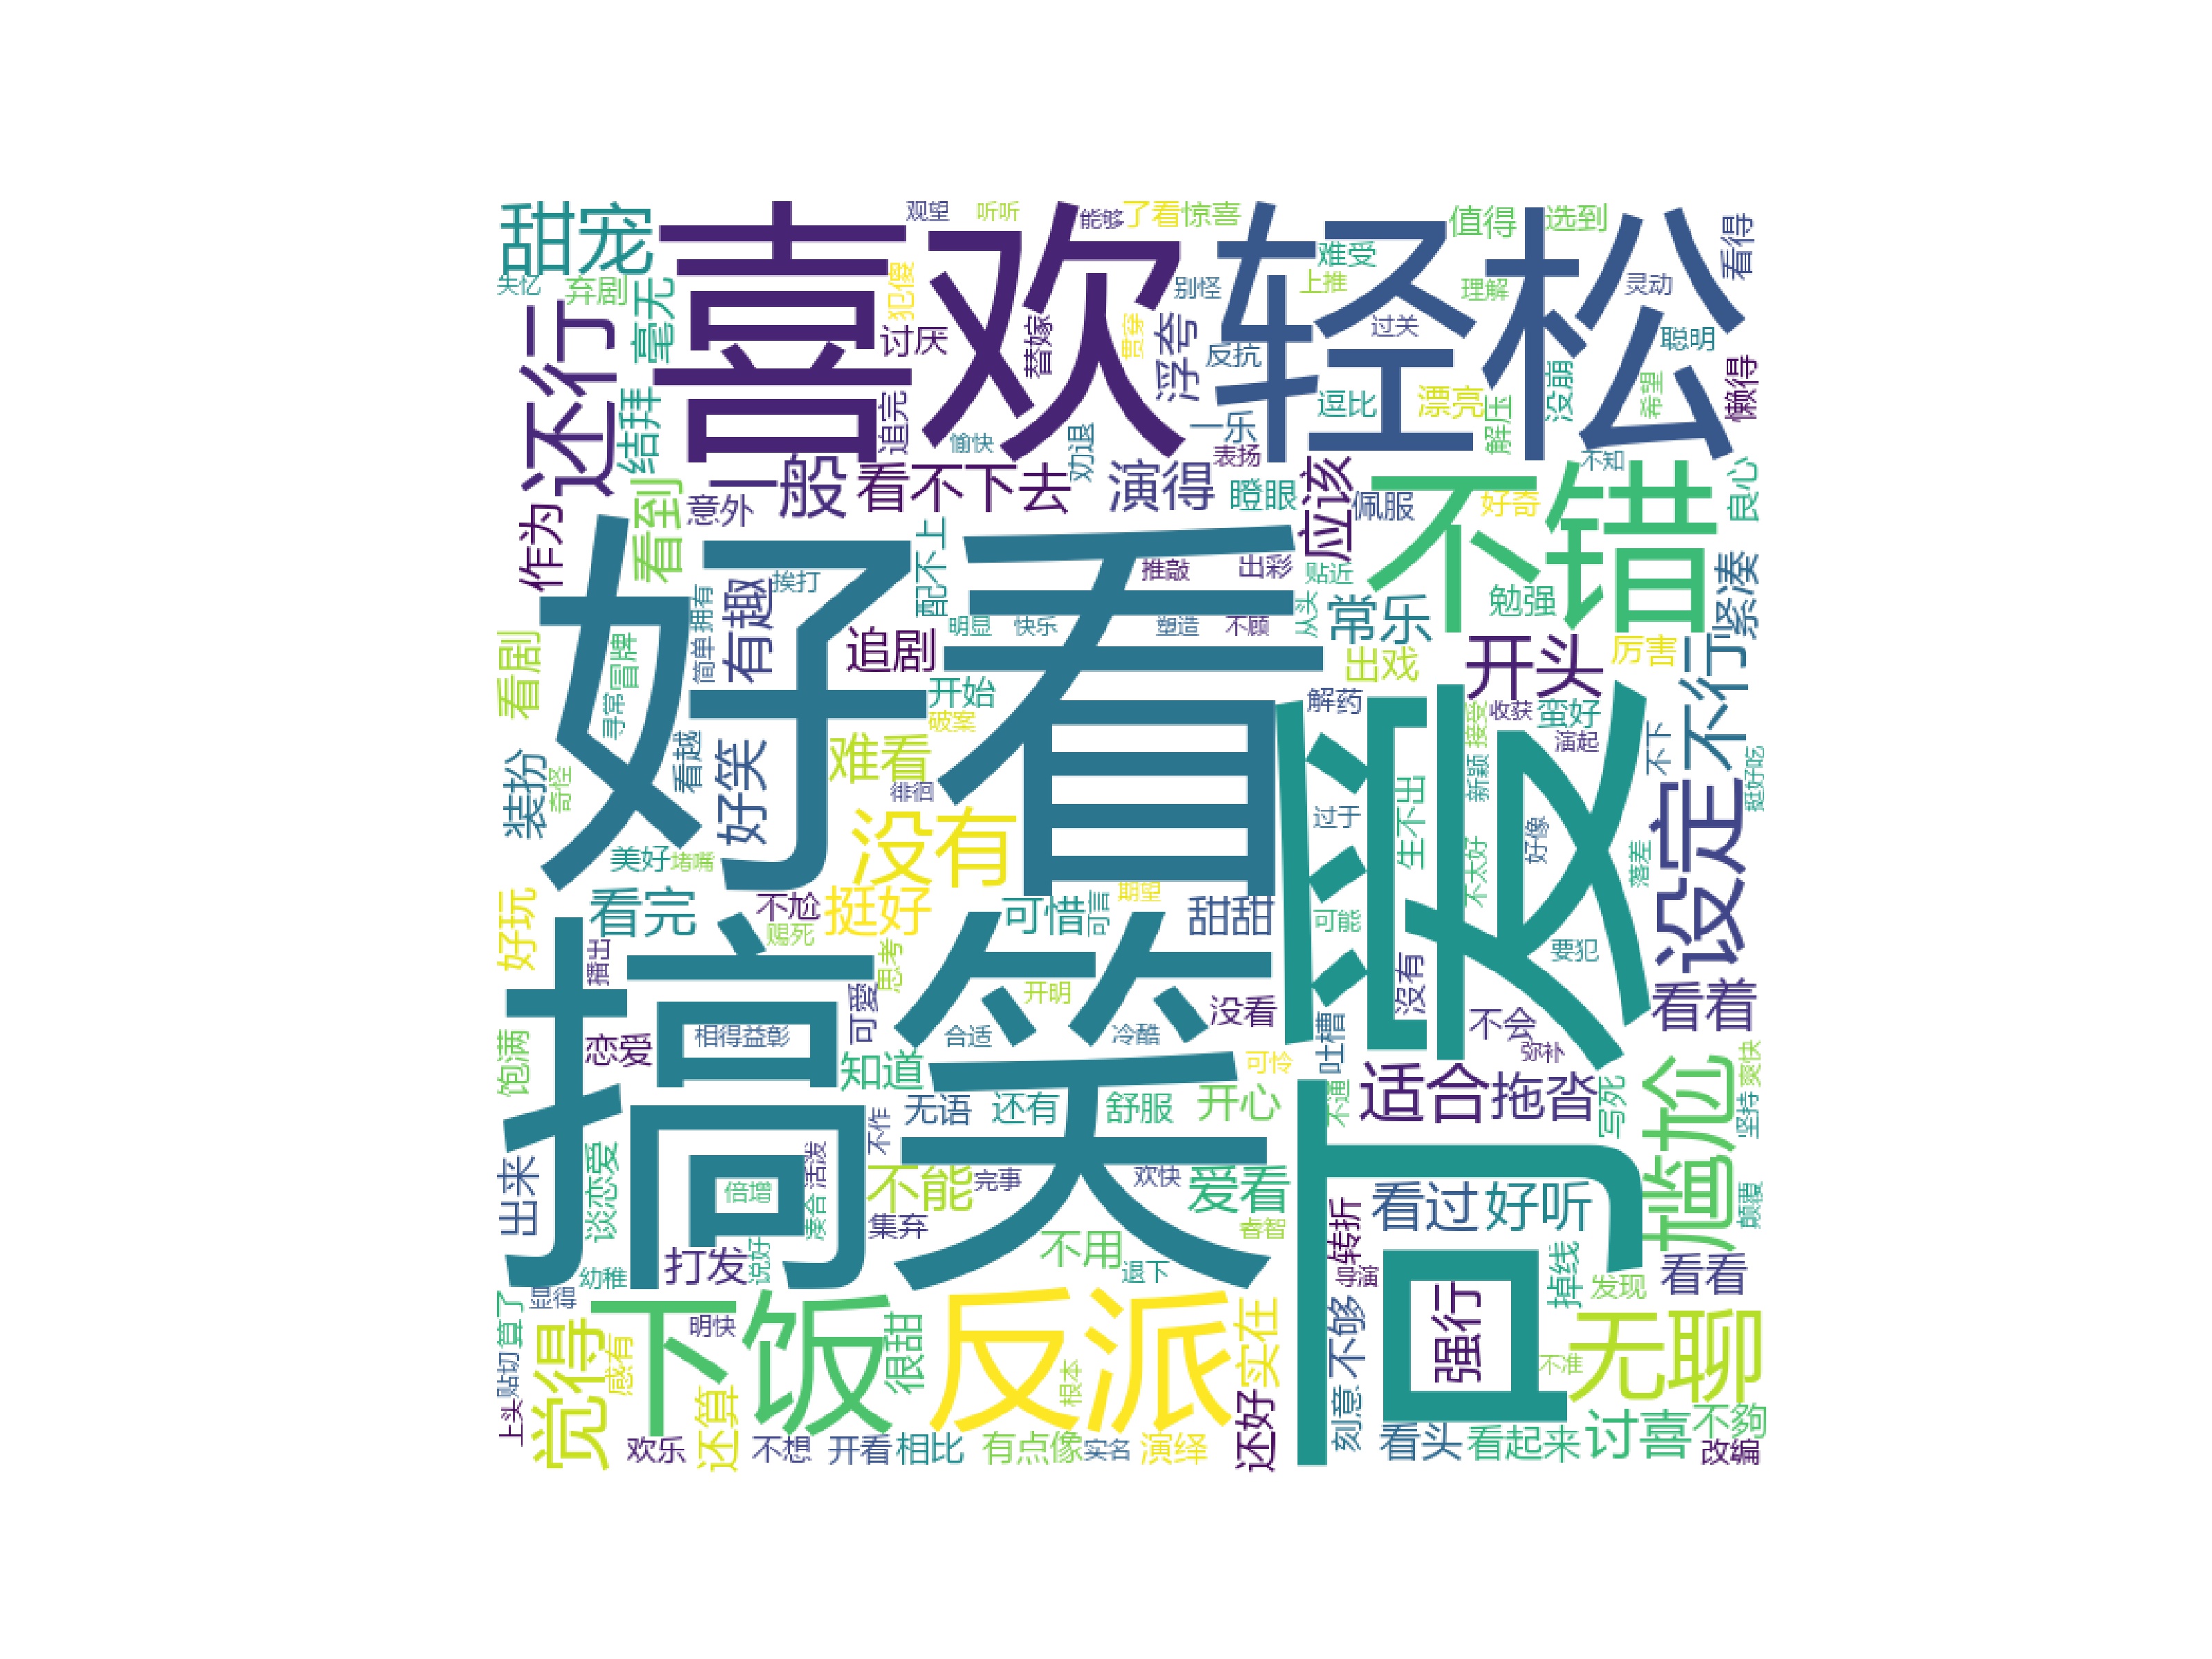 甜宠
喜欢
轻松
观望
听听
能够
了看
惊喜
值得
选到
看得
失忆
弃剧
毫无
犯傻
讨厌
替嫁
贯穿
浮夸
别怪
反抗
难受
上推
过关
理解
灵动
聪明
还行
结拜
追完
愉快
劝退
一乐
表扬
逗比
漂亮
解压
没崩
希望
懒得
作为
看到
意外
一般
看不下去
演得
瞪眼
应该
佩服
好奇
不知
不错
良心
好看
配不上
推敲
出彩
贴近
从头
常乐
勉强
紧凑
看剧
寻常
冒牌
简单
拥有
有趣
挨打
追剧
明显
快乐
塑造
不顾
出戏
开头
厉害
不行
开始
破案
解药
收获
蛮好
装扮
奇怪
看越
好笑
难看
徘徊
没有
过于
生不出
新颖
接受
演起
不下
挺好吃
美好
堵嘴
不太好
好像
落差
设定
好玩
看完
不尬
赐死
挺好
期望
可惜
可言
甜甜
可能
要犯
搞笑
播出
思考
可愛
开明
没看
沒有
不会
看着
饱满
恋爱
相得益彰
知道
合适
冷酷
可怜
吐槽
弥补
尴尬
爽快
坚持
无语
还有
舒服
开心
不通
适合
拖沓
写死
出来
谈恋爱
倍增
凑合
活泼
不作
不能
完事
欢快
爱看
看过
好听
颠覆
集弃
睿智
转折
打发
说好
不用
退下
掉线
发现
看看
幼稚
显得
算了
明快
下饭
很甜
反派
实在
不够
强行
不准
无聊
上头
贴切
觉得
感有
还算
根本
还好
刻意
看头
看起来
讨喜
不夠
改编
欢乐
不想
开看
相比
有点像
实名
演绎